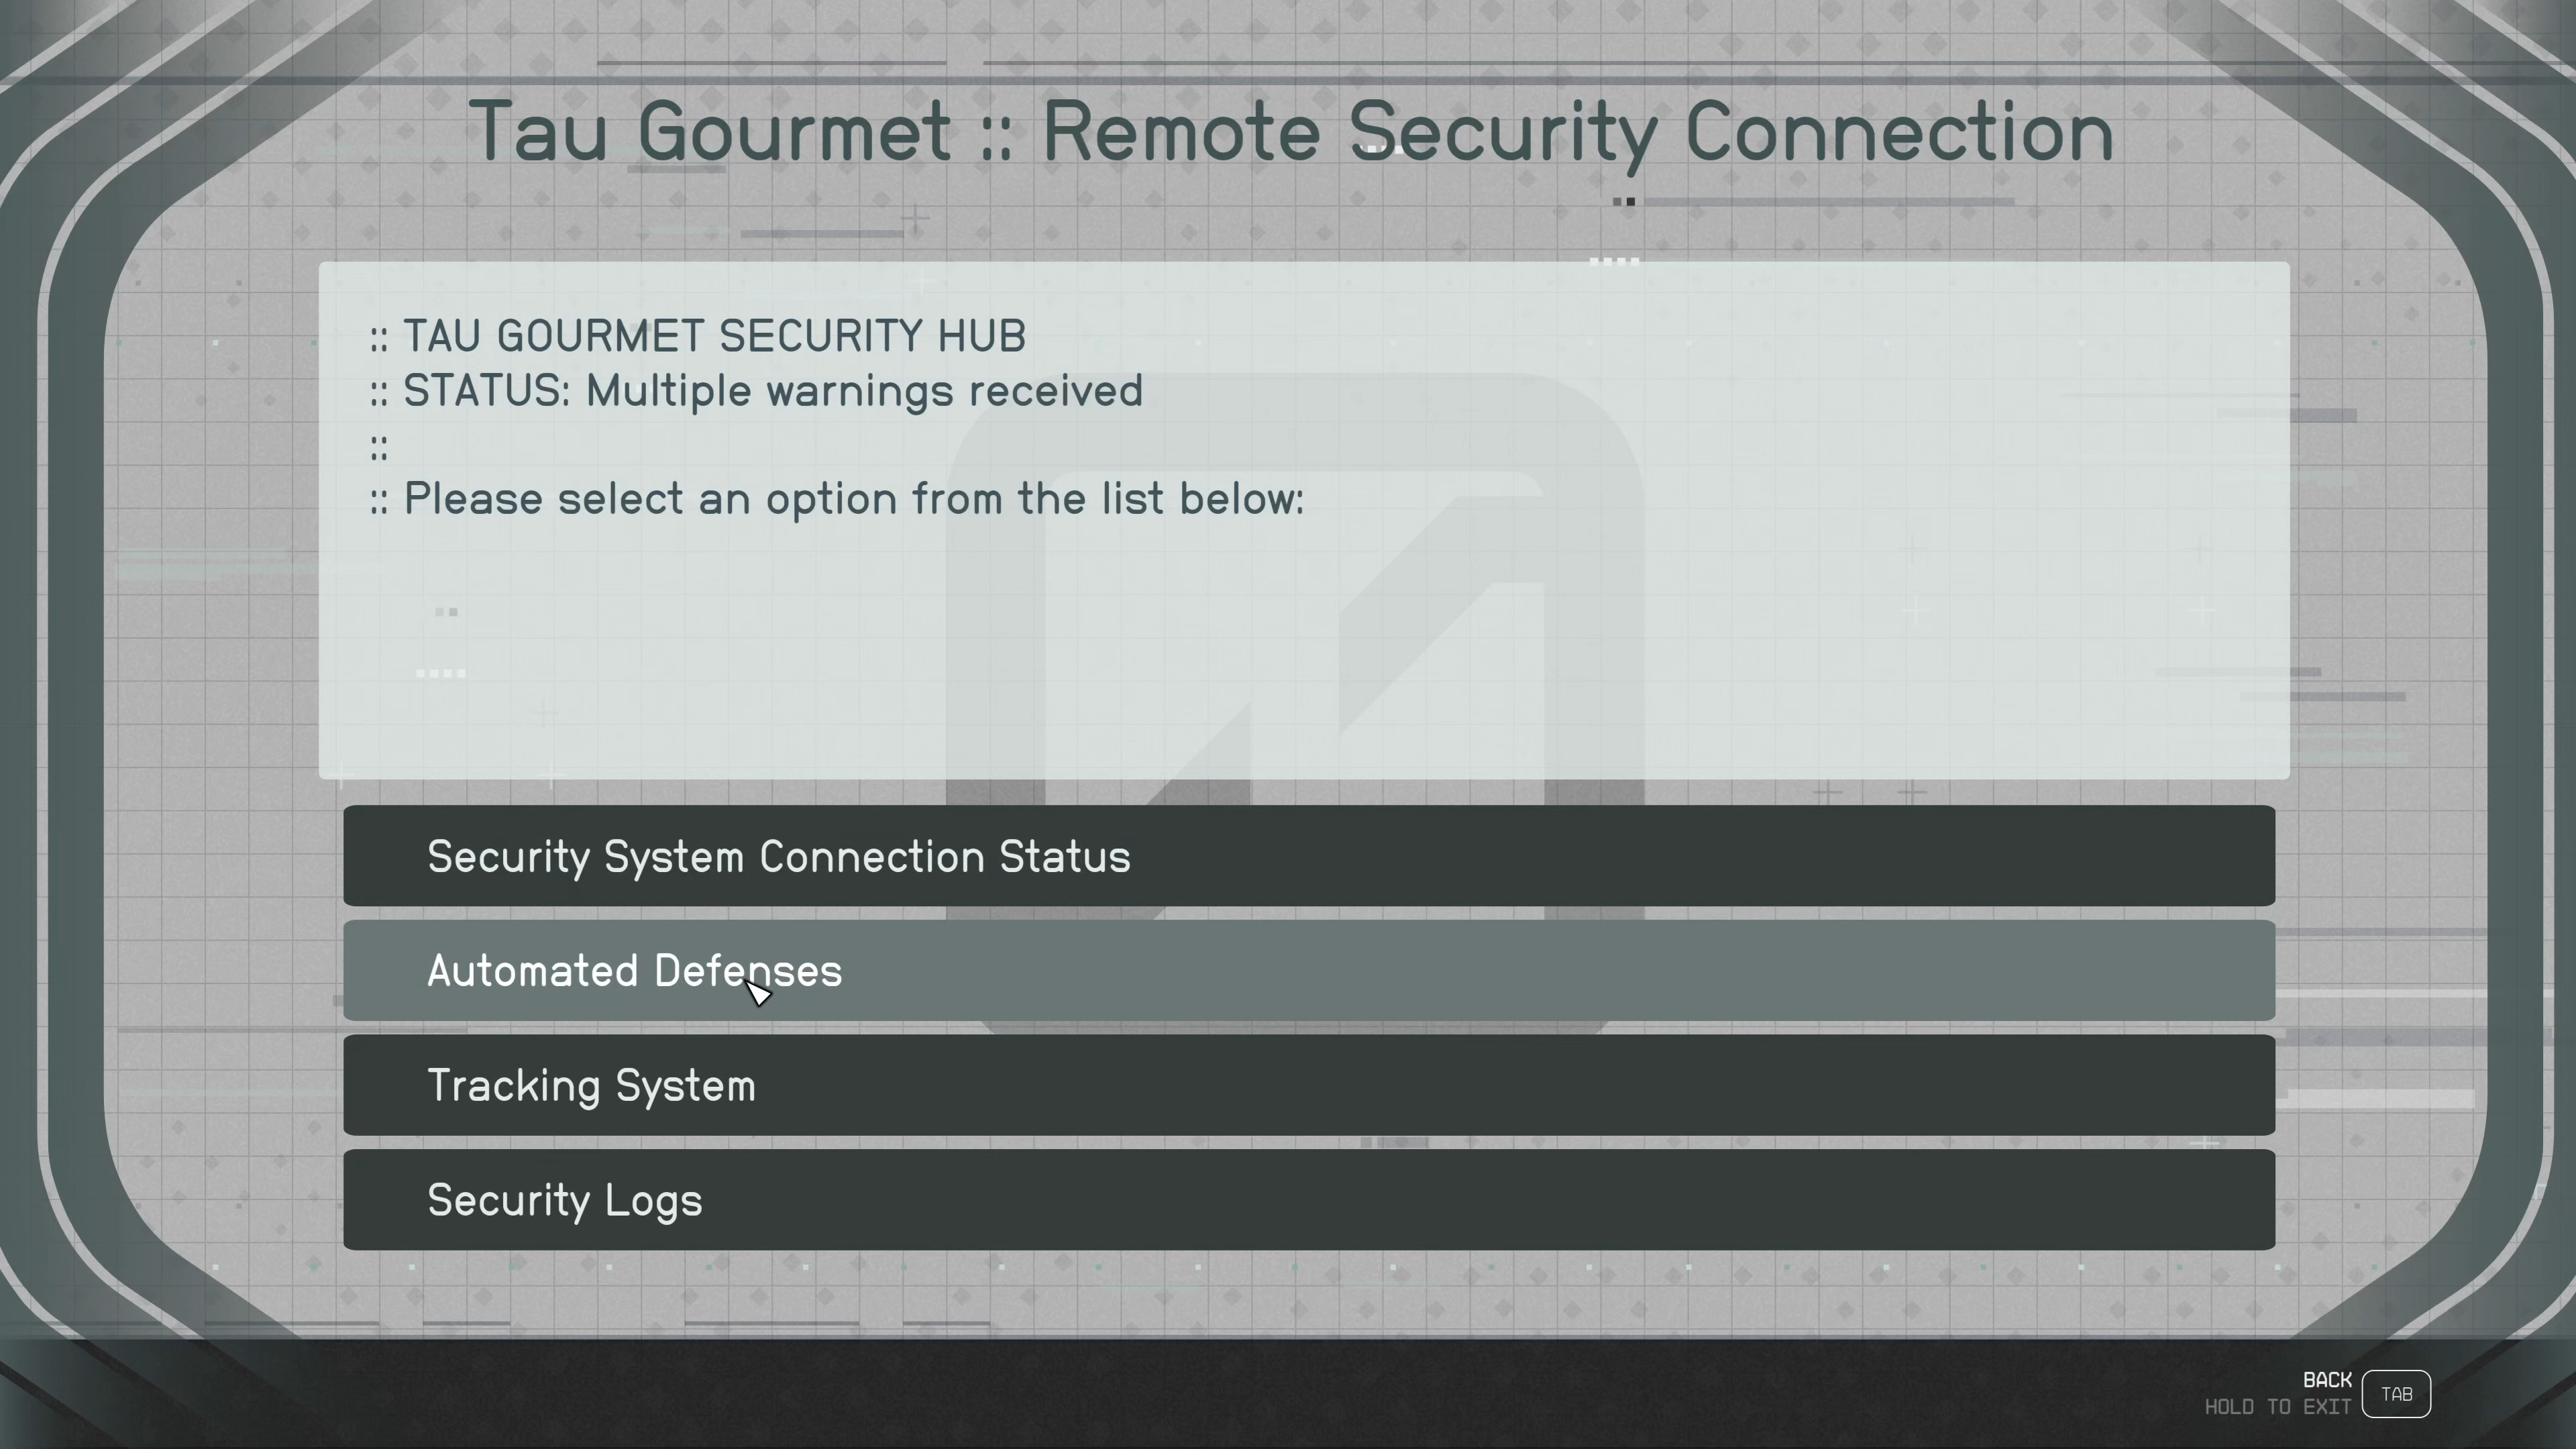 Tau Gourmet :: Remote Security Connection
:: TAU GOURMET SECURITY HUB
:: STATUS: Multiple warnings received
::
:: Please select an option from the list below:
Security System Connection Status
Automated Defenses
Tracking System
Security Logs
BACK
HOLD TO EXIT
TAB